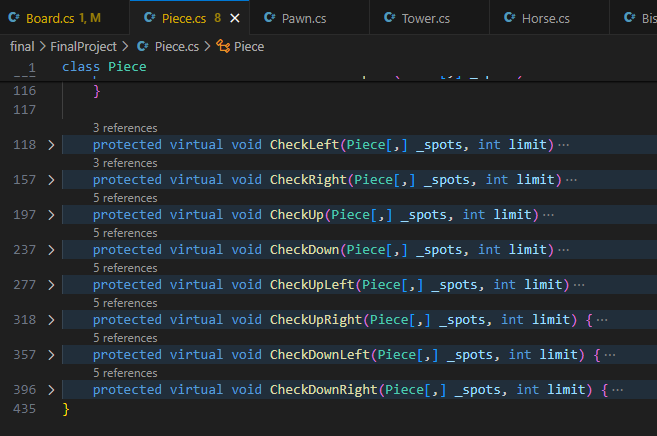 Board.cs 1, M Piece.cs 8 Pawn.cs Tower.cs Horse.cs
final > FinalProject > Piece.cs > Piece
1 class Piece
116 }
117
3 references
118 protected virtual void CheckLeft(Piece[,] _spots, int limit)…
3 references
157 protected virtual void CheckRight(Piece[,] _spots, int limit)…
5 references
197 protected virtual void CheckUp(Piece[,] _spots, int limit)…
5 references
237 protected virtual void CheckDown(Piece[,] _spots, int limit)…
5 references
277 protected virtual void CheckUpLeft(Piece[,] _spots, int limit)…
5 references
318 protected virtual void CheckUpRight(Piece[,] _spots, int limit) {…
5 references
357 protected virtual void CheckDownLeft(Piece[,] _spots, int limit) {…
5 references
396 protected virtual void CheckDownRight(Piece[,] _spots, int limit) {…
435 }